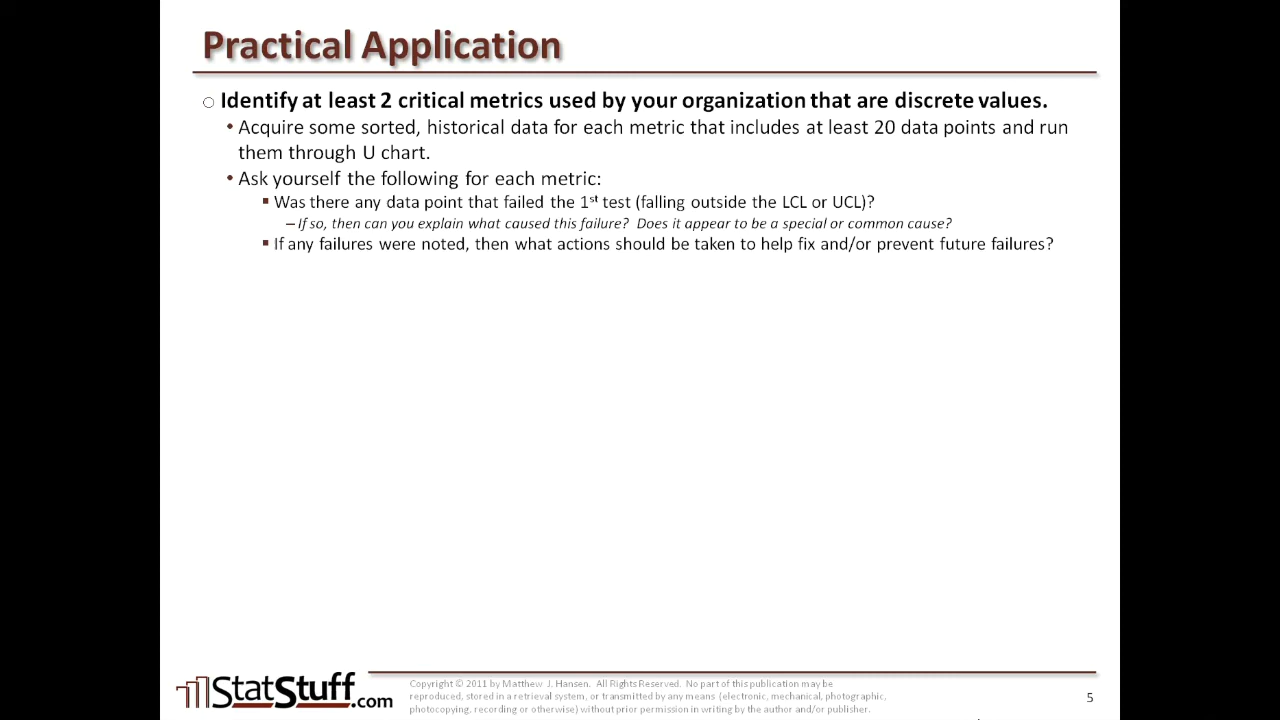 Practical Application
○ Identify at least 2 critical metrics used by your organization that are discrete values.
• Acquire some sorted, historical data for each metric that includes at least 20 data points and run
them through U chart.
• Ask yourself the following for each metric:
▪ Was there any data point that failed the 1st test (falling outside the LCL or UCL)?
– If so, then can you explain what caused this failure? Does it appear to be a special or common cause?
▪ If any failures were noted, then what actions should be taken to help fix and/or prevent future failures?
StatStuff.com
Copyright © 2011 by Matthew J. Hansen. All Rights Reserved. No part of this publication may be
reproduced, stored in a retrieval system, or transmitted by any means (electronic, mechanical, photographic,
photocopying, recording or otherwise) without prior permission in writing by the author and/or publisher.
5